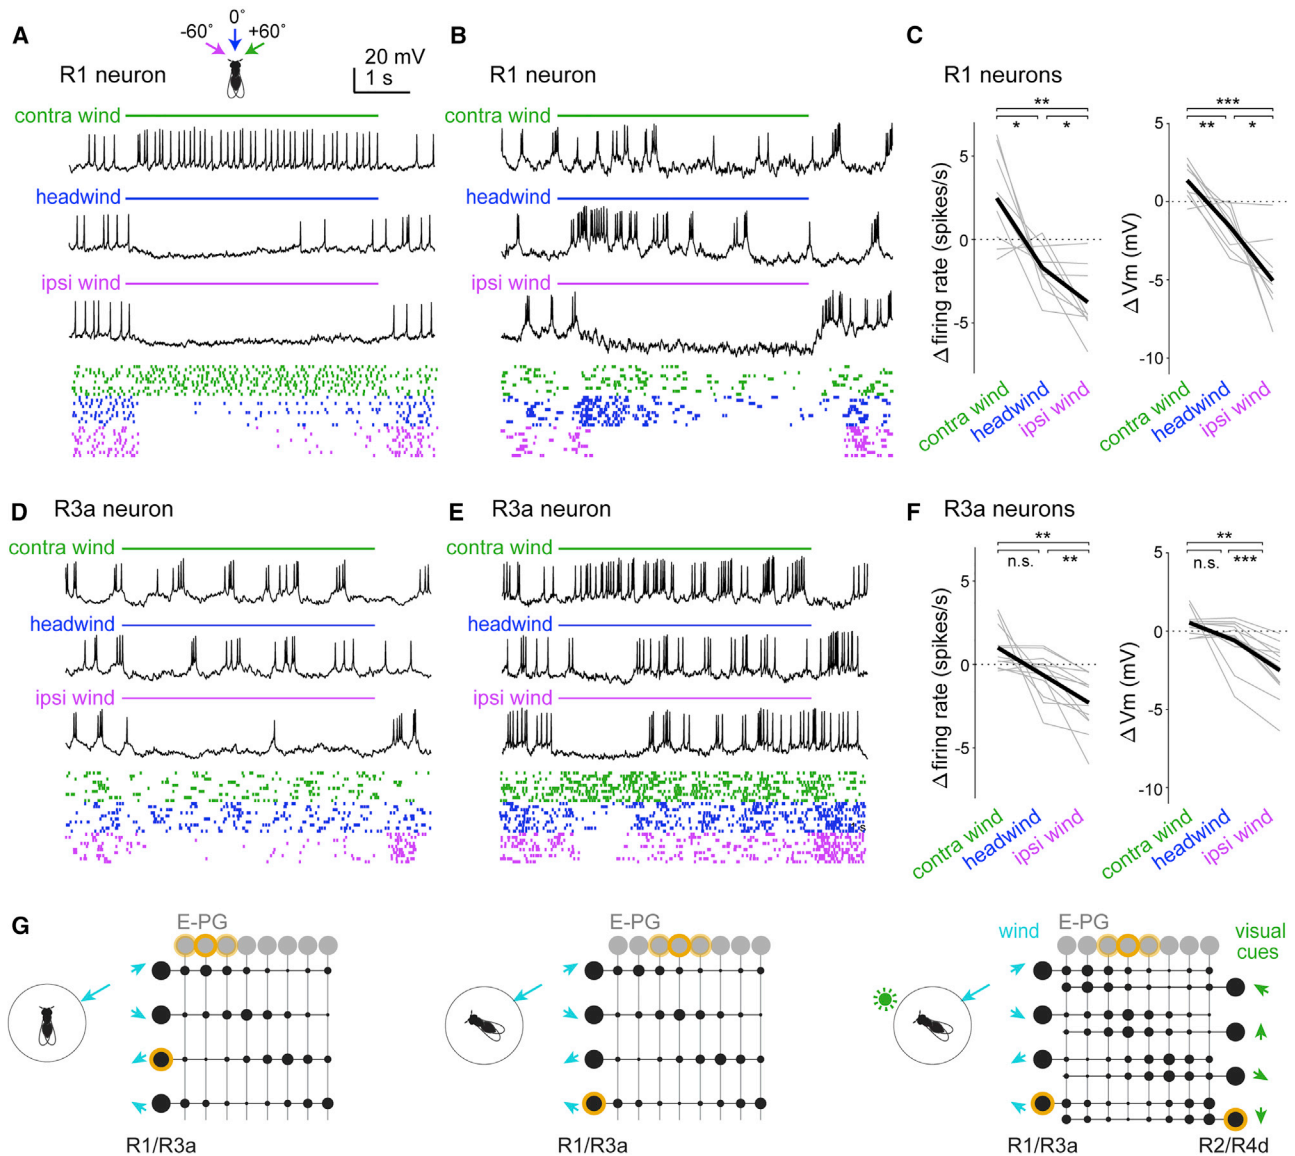 A
-60°
0°
+60°
R1 neuron
20 mV
1 s
contra wind
headwind
ipsi wind
B
R1 neuron
contra wind
headwind
ipsi wind
C
R1 neurons
**
*
*
Δ firing rate (spikes/s)
5
0
-5
contra wind
headwind
ipsi wind
***
**
*
Δ Vm (mV)
5
0
-5
-10
contra wind
headwind
ipsi wind
D
R3a neuron
contra wind
headwind
ipsi wind
E
R3a neuron
contra wind
headwind
ipsi wind
s
F
R3a neurons
**
n.s.
**
Δ firing rate (spikes/s)
5
0
-5
contra wind
headwind
ipsi wind
**
n.s.
***
Δ Vm (mV)
5
0
-5
-10
contra wind
headwind
ipsi wind
G
E-PG
R1/R3a
E-PG
R1/R3a
wind
E-PG
visual
cues
R1/R3a
R2/R4d